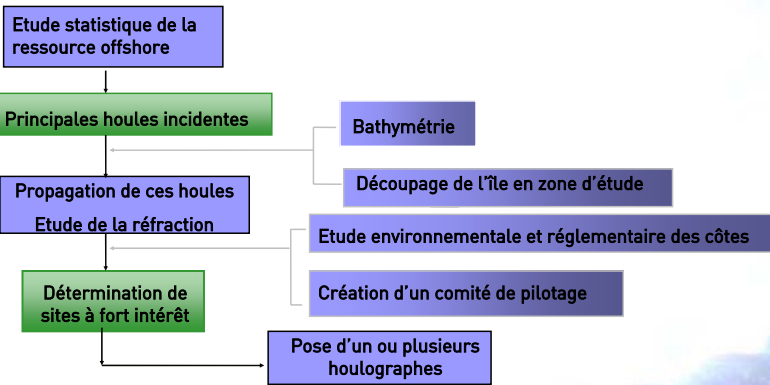 Etude statistique de la
ressource offshore
Principales houles incidentes
Bathymétrie
Découpage de l'île en zone d'étude
Propagation de ces houles
Etude de la réfraction
Etude environnementale et réglementaire des côtes
Création d'un comité de pilotage
Détermination de
sites à fort intérêt
Pose d'un ou plusieurs
houlographes